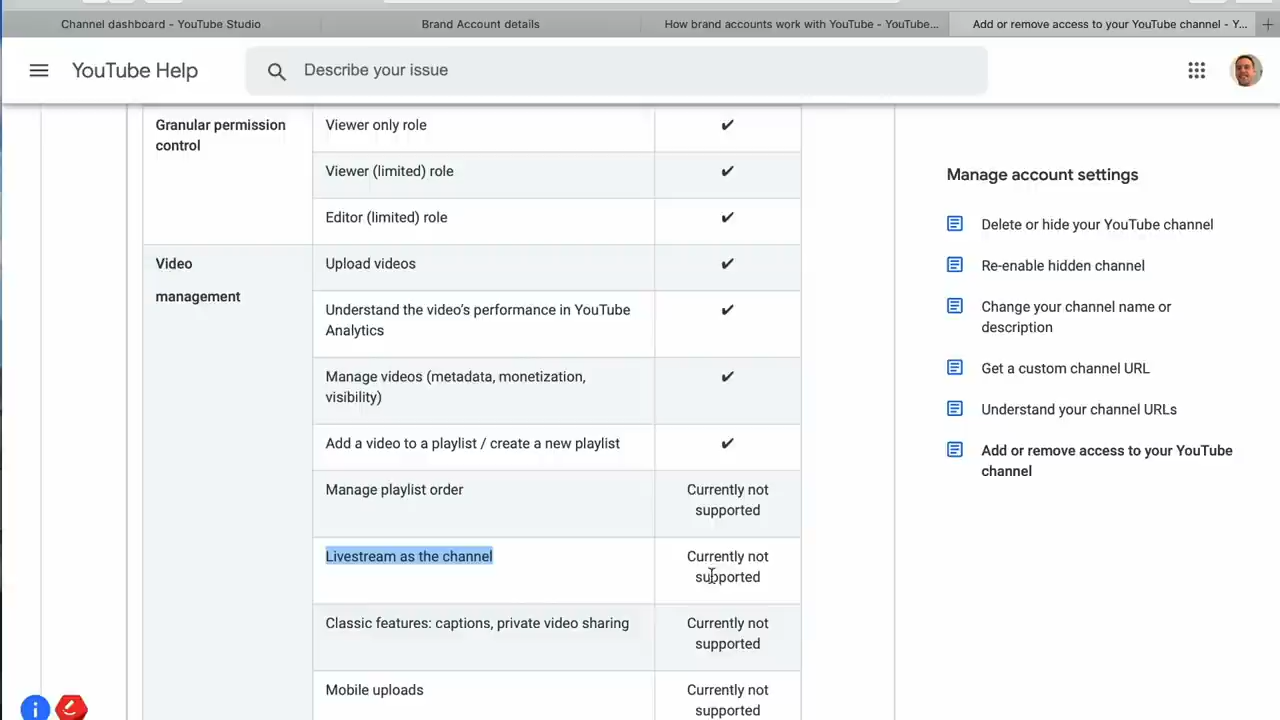 Channel dashboard - YouTube Studio
Brand Account details
How brand accounts work with YouTube - YouTube...
Add or remove access to your YouTube channel - Y...
YouTube Help
Describe your issue
Granular permission
control
Viewer only role
✔
Viewer (limited) role
✔
Editor (limited) role
✔
Video
management
Upload videos
✔
Understand the video's performance in YouTube
Analytics
✔
Manage videos (metadata, monetization,
visibility)
✔
Add a video to a playlist / create a new playlist
✔
Manage playlist order
Currently not
supported
Livestream as the channel
Currently not
supported
Classic features: captions, private video sharing
Currently not
supported
Mobile uploads
Currently not
supported
Manage account settings
Delete or hide your YouTube channel
Re-enable hidden channel
Change your channel name or
description
Get a custom channel URL
Understand your channel URLs
Add or remove access to your YouTube
channel